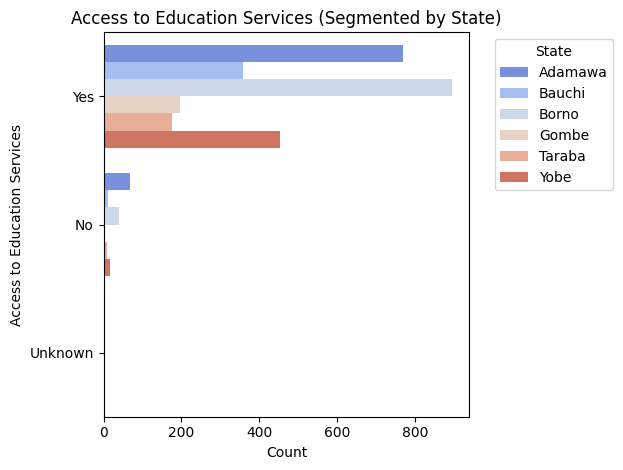 Access to Education Services (Segmented by State)
Access to Education Services
Yes
No
Unknown
0 200 400 600 800
Count
State
Adamawa
Bauchi
Borno
Gombe
Taraba
Yobe